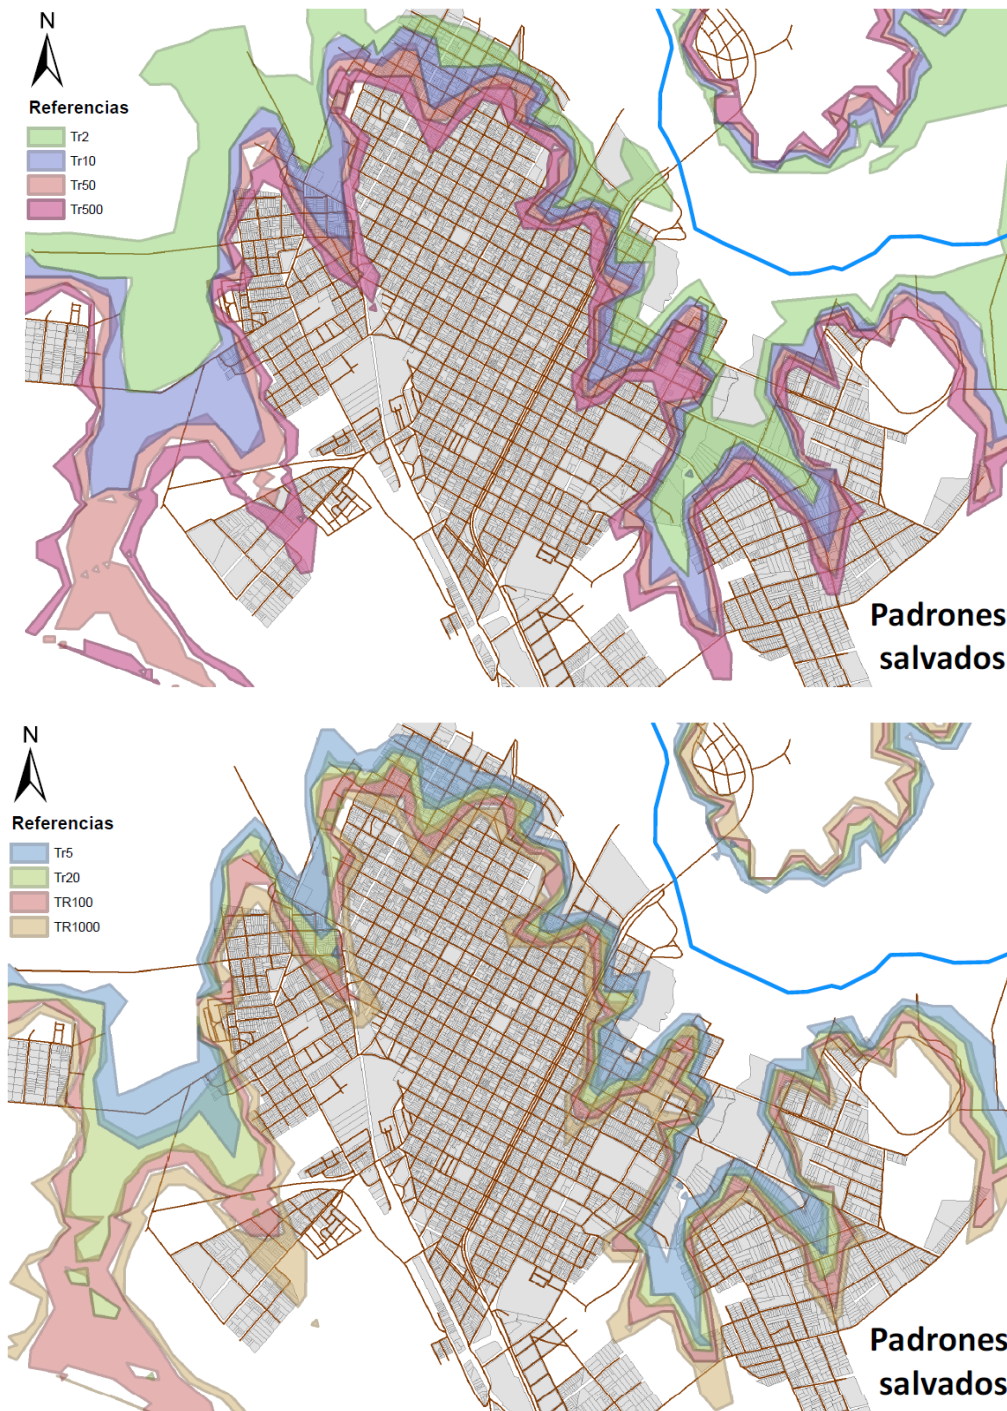 N
Referencias
Tr2
Tr10
Tr50
Tr500
Padrones
salvados
N
Referencias
Tr5
Tr20
TR100
TR1000
Padrones
salvados